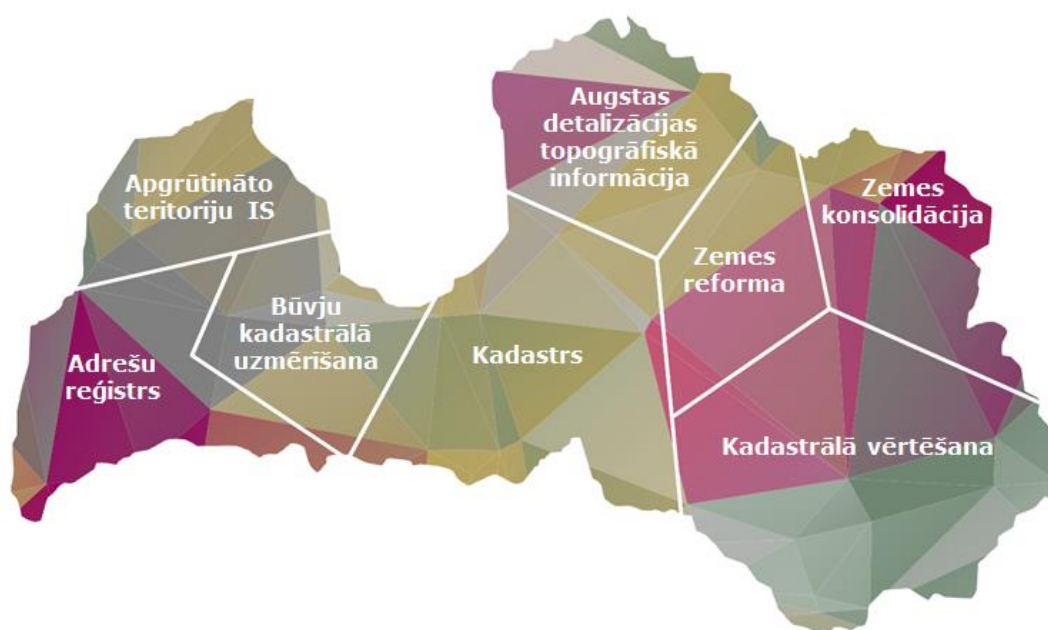 Augstas
detalizācijas
topogrāfiskā
informācija
Apgrūtināto
teritoriju IS
Zemes
konsolidācija
Zemes
reforma
Būvju
kadastrālā
uzmērīšana
Kadastrs
Adrešu
reģistrs
Kadastrālā vērtēšana